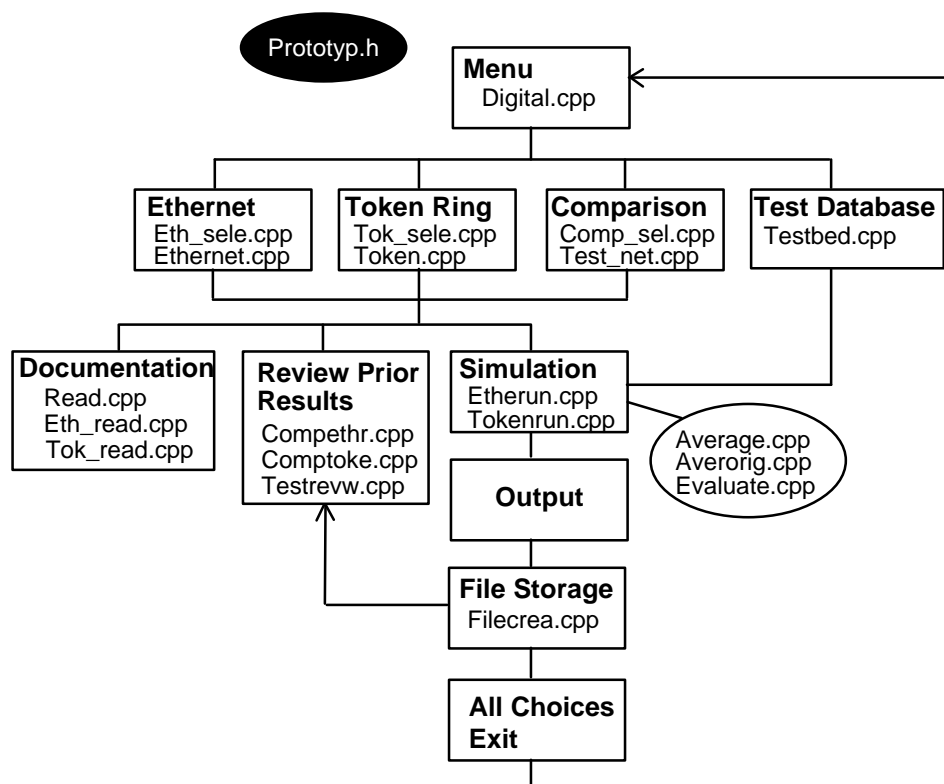 Prototyp.h
Menu
Digital.cpp
Ethernet
Eth_sele.cpp
Ethernet.cpp
Token Ring
Tok_sele.cpp
Token.cpp
Comparison
Comp_sel.cpp
Test_net.cpp
Test Database
Testbed.cpp
Documentation
Read.cpp
Eth_read.cpp
Tok_read.cpp
Review Prior
Results
Compethr.cpp
Comptoke.cpp
Testrevw.cpp
Simulation
Etherun.cpp
Tokenrun.cpp
Average.cpp
Averorig.cpp
Evaluate.cpp
Output
File Storage
Filecrea.cpp
All Choices
Exit